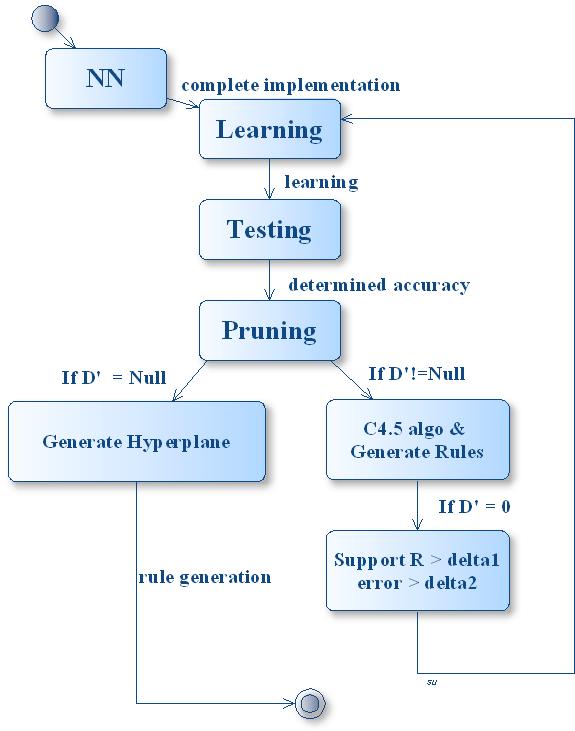 NN
complete implementation
Learning
learning
Testing
determined accuracy
Pruning
If D' = Null
If D'!=Null
Generate Hyperplane
C4.5 algo &
Generate Rules
If D' = 0
Support R > delta1
error > delta2
rule generation
su